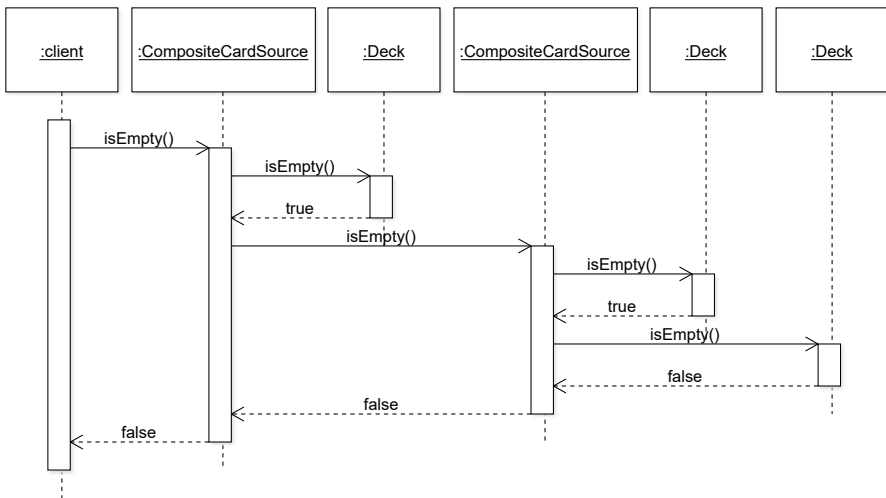 :client
:CompositeCardSource
:Deck
:CompositeCardSource
:Deck
:Deck
isEmpty()
isEmpty()
true
isEmpty()
isEmpty()
true
isEmpty()
false
false
false